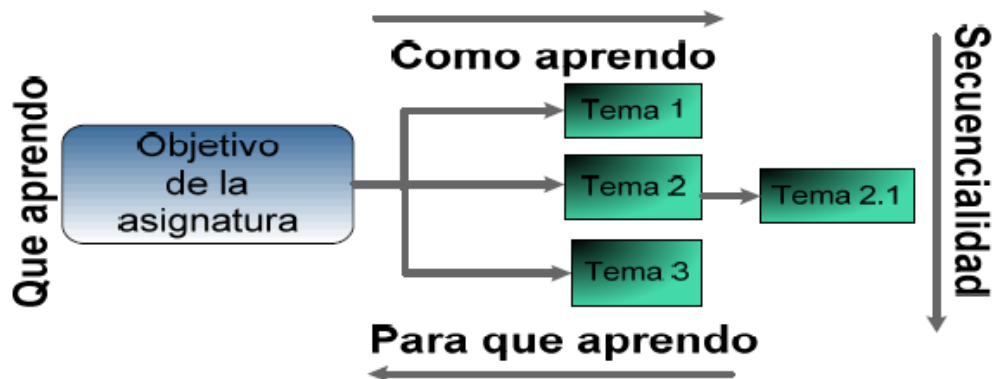 Como aprendo
Que aprendo
Objetivo
de la
asignatura
Tema 1
Tema 2
Tema 2.1
Tema 3
Secuencialidad
Para que aprendo